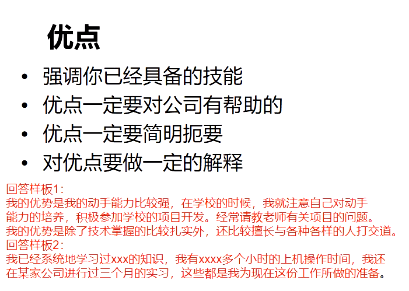 优点
• 强调你已经具备的技能
• 优点一定要对公司有帮助的
• 优点一定要简明扼要
• 对优点要做一定的解释
回答样板1：
我的优势是我的动手能力比较强，在学校的时候，我就注意自己对动手
能力的培养，积极参加学校的项目开发。经常请教老师有关项目的问题。
我的优势是除了技术掌握的比较扎实外，还比较擅长与各种各样的人打交道。
回答样板2：
我已经系统地学习过xxx的知识，我有xxxx多个小时的上机操作时间，我还
在某家公司进行过三个月的实习，这些都是我为现在这份工作所做的准备。